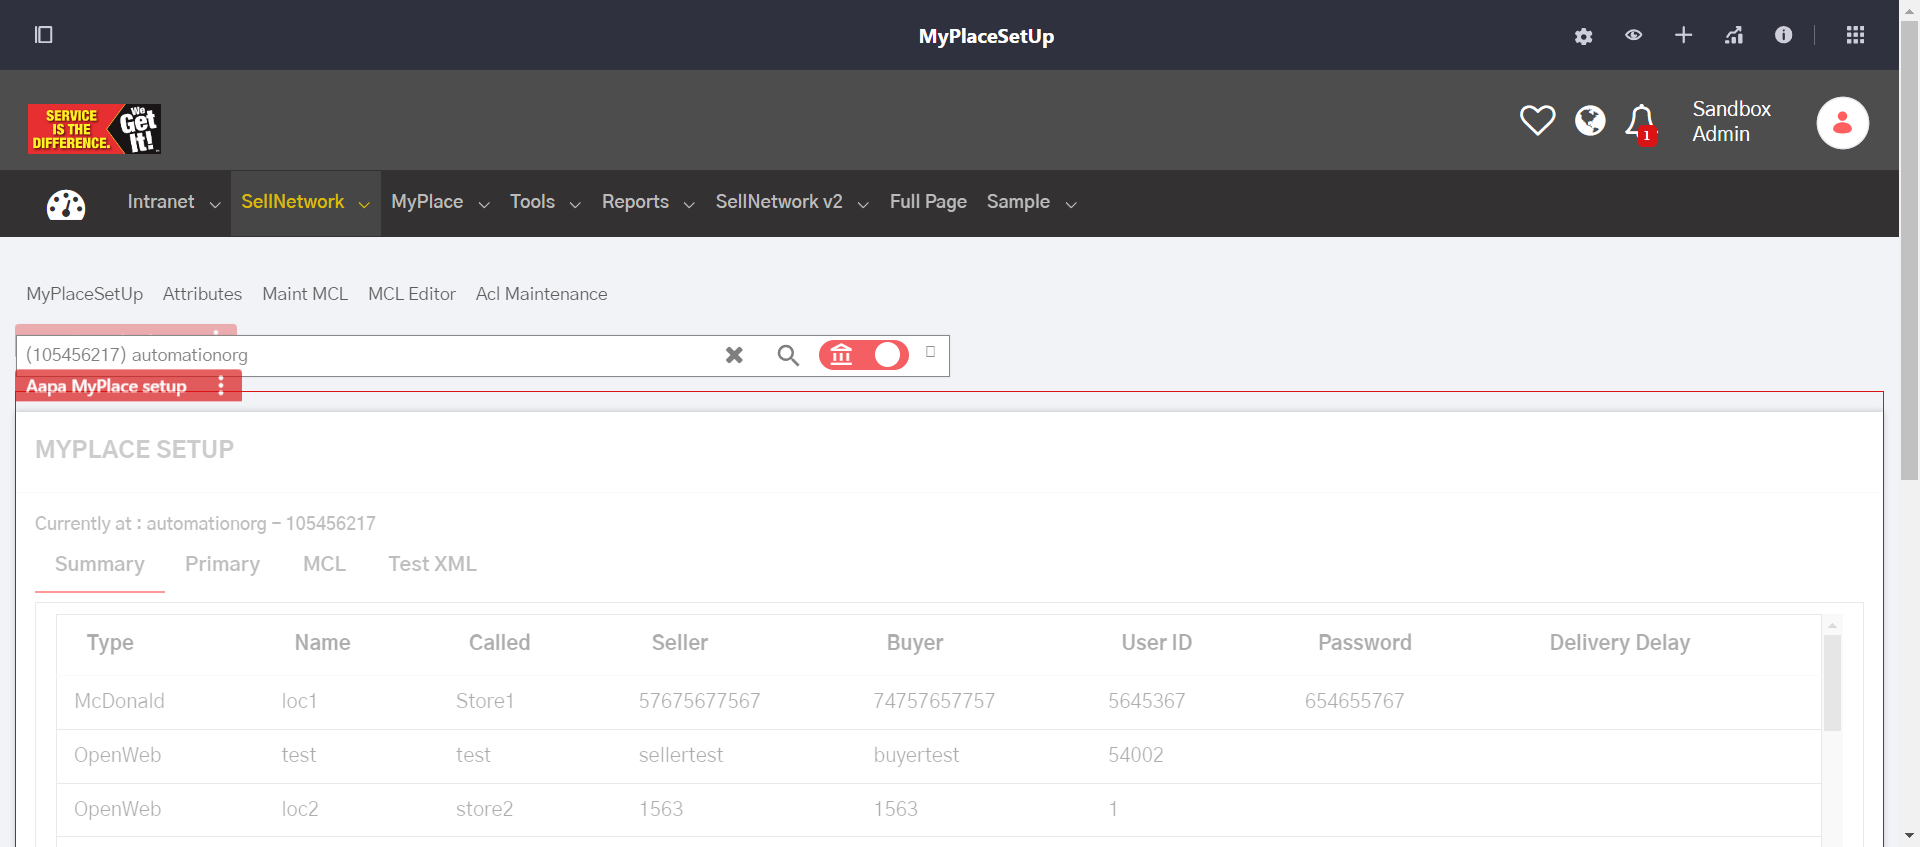 MyPlaceSetUp
SERVICE IS THE DIFFERENCE.
We Get It!
1
Sandbox Admin
Intranet SellNetwork MyPlace Tools Reports SellNetwork v2 Full Page Sample
MyPlaceSetUp Attributes Maint MCL MCL Editor Acl Maintenance
(105456217) automationorg
Aapa MyPlace setup
MYPLACE SETUP
Currently at : automationorg - 105456217
Summary Primary MCL Test XML
Type Name Called Seller Buyer User ID Password Delivery Delay
McDonald loc1 Store1 57675677567 74757657757 5645367 654655767
OpenWeb test test sellertest buyertest 54002
OpenWeb loc2 store2 1563 1563 1